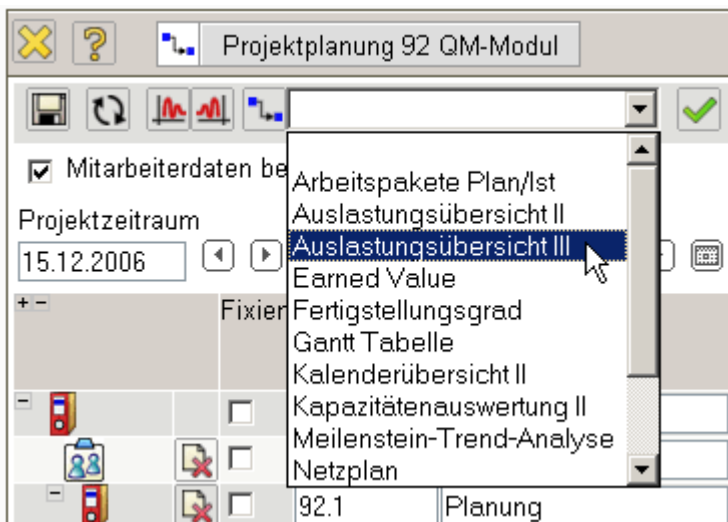 Projektplanung 92 QM-Modul
Mitarbeiterdaten be
Arbeitspakete Plan/Ist
Auslastungsübersicht II
Auslastungsübersicht III
Earned Value
Fertigstellungsgrad
Gantt Tabelle
Kalenderübersicht II
Kapazitätenauswertung II
Meilenstein-Trend-Analyse
Netzplan
Projektzeitraum
15.12.2006
Fixier
92.1 Planung